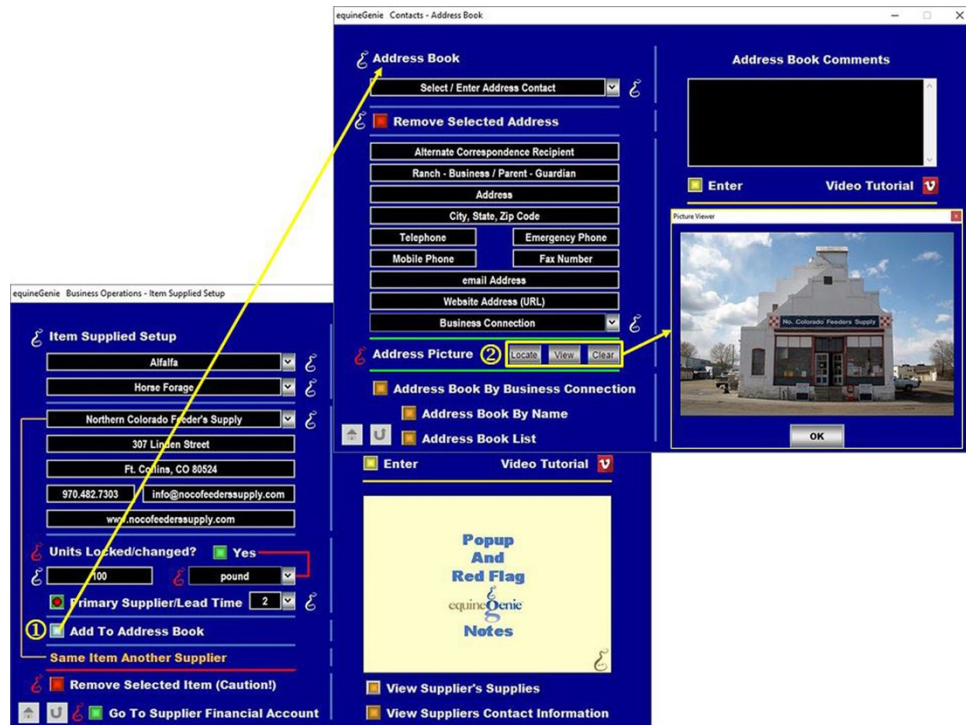 equineGenie Contacts - Address Book
Address Book
Select / Enter Address Contact
Remove Selected Address
Alternate Correspondence Recipient
Ranch - Business / Parent - Guardian
Address
City, State, Zip Code
Telephone Emergency Phone
Mobile Phone Fax Number
email Address
Website Address (URL)
Business Connection
Address Picture ② Locate View Clear
Address Book By Business Connection
Address Book By Name
Address Book List
Address Book Comments
Enter Video Tutorial
Picture Viewer
No. Colorado Feeders Supply
OK
equineGenie Business Operations - Item Supplied Setup
Item Supplied Setup
Alfalfa
Horse Forage
Northern Colorado Feeder's Supply
307 Linden Street
Ft. Collins, CO 80524
970.482.7303 info@nocofeederssupply.com
www.nocofeederssupply.com
Units Locked/changed? Yes
100 pound
Primary Supplier/Lead Time 2
① Add To Address Book
Same Item Another Supplier
Remove Selected Item (Caution!)
Go To Supplier Financial Account
Enter Video Tutorial
Popup
And
Red Flag
equineGenie
Notes
View Supplier's Supplies
View Suppliers Contact Information